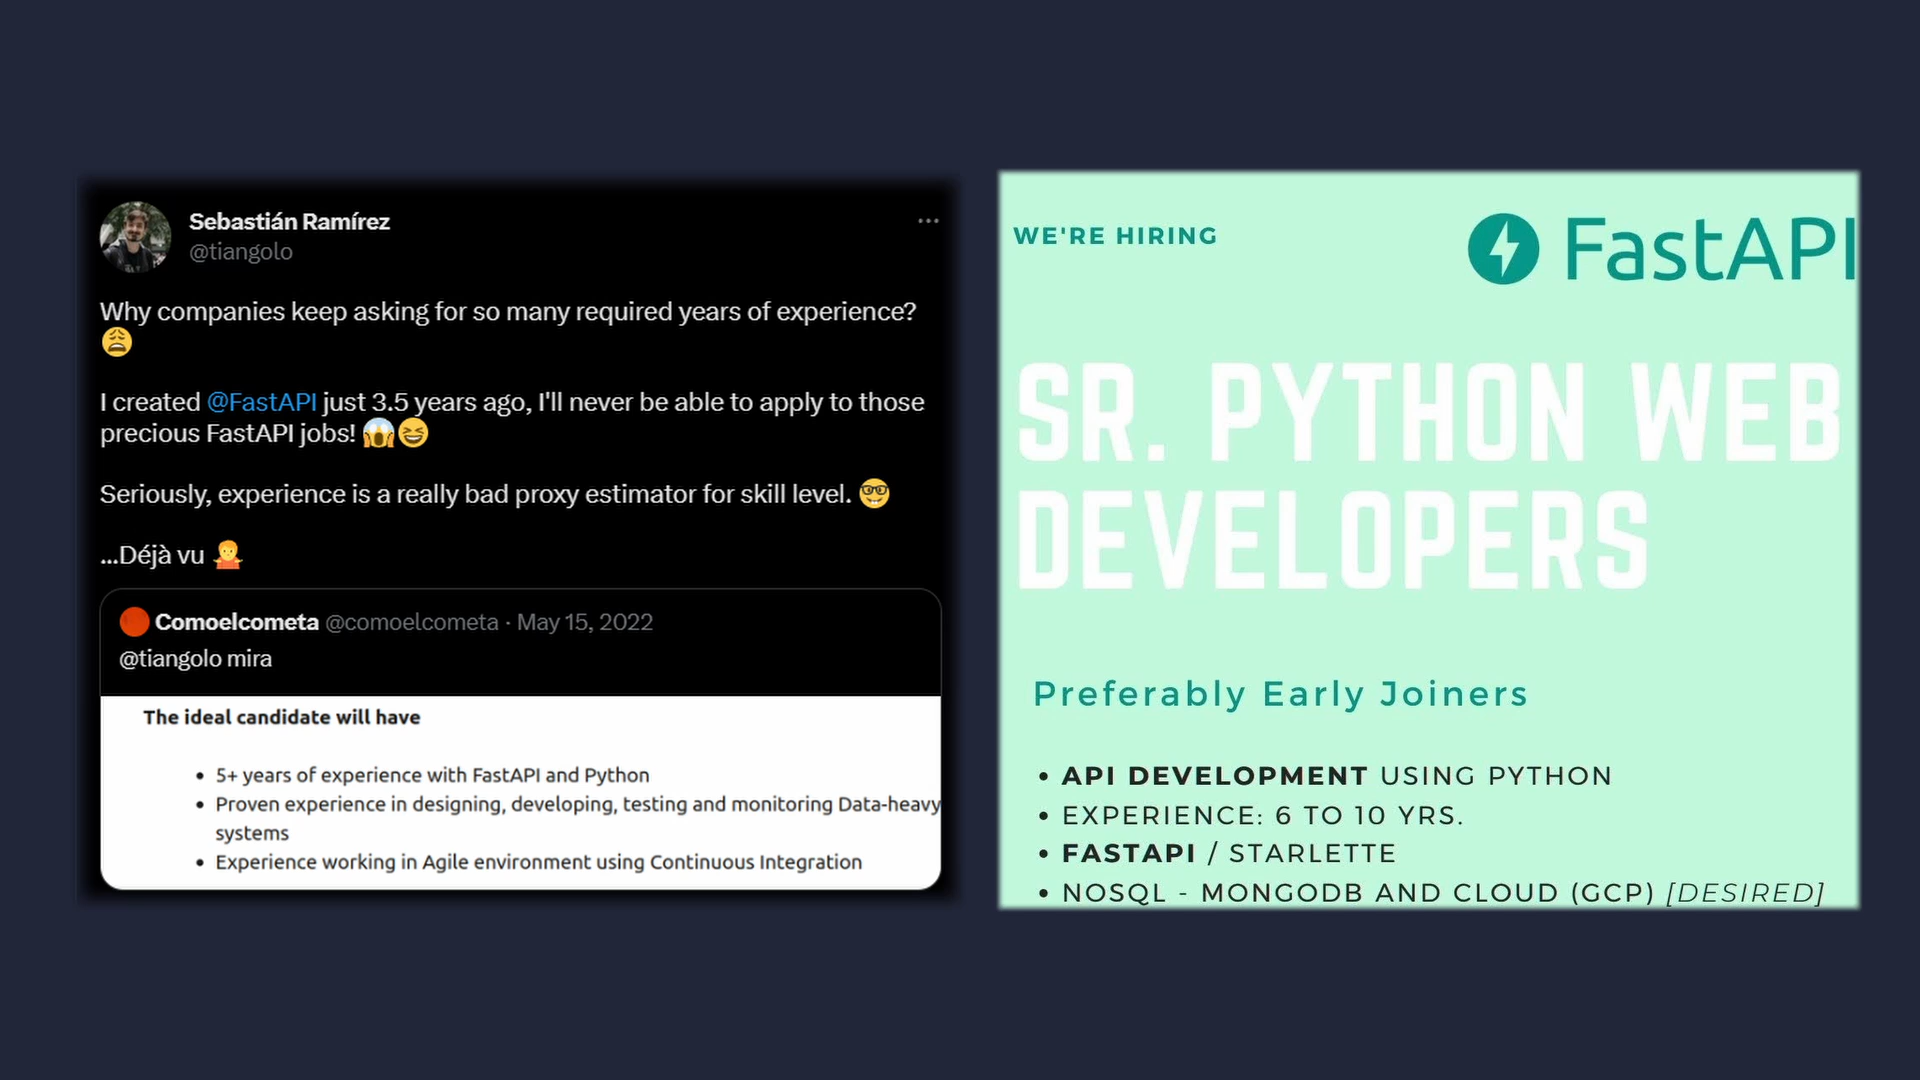 Sebastián Ramírez
@tiangolo
Why companies keep asking for so many required years of experience?
😩
I created @FastAPI just 3.5 years ago, I'll never be able to apply to those
precious FastAPI jobs! 😱😆
Seriously, experience is a really bad proxy estimator for skill level. 🤓
...Déjà vu 🤷
Comoelcometa @comoelcometa · May 15, 2022
@tiangolo mira
The ideal candidate will have
• 5+ years of experience with FastAPI and Python
• Proven experience in designing, developing, testing and monitoring Data-heavy
systems
• Experience working in Agile environment using Continuous Integration
WE'RE HIRING
FastAPI
SR. PYTHON WEB
DEVELOPERS
Preferably Early Joiners
• API DEVELOPMENT USING PYTHON
• EXPERIENCE: 6 TO 10 YRS.
• FASTAPI / STARLETTE
• NOSQL - MONGODB AND CLOUD (GCP) [DESIRED]